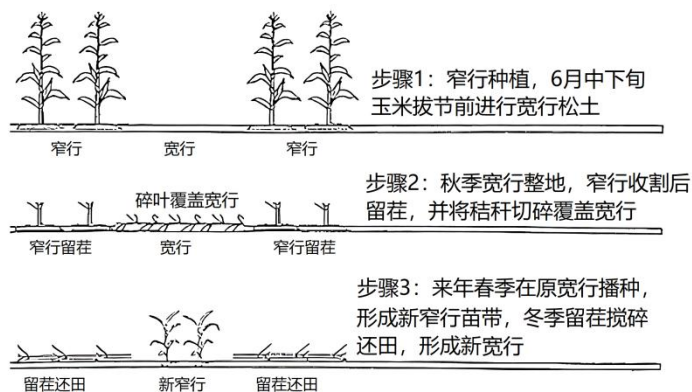 步骤1：窄行种植，6月中下旬
玉米拔节前进行宽行松土
窄行 宽行 窄行
步骤2：秋季宽行整地，窄行收割后
留茬，并将秸秆切碎覆盖宽行
碎叶覆盖宽行
窄行留茬 宽行 窄行留茬
步骤3：来年春季在原宽行播种，
形成新窄行苗带，冬季留茬搅碎
还田，形成新宽行
留茬还田 新窄行 留茬还田